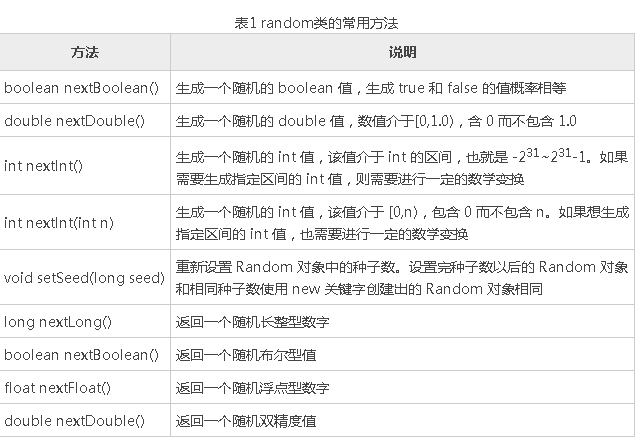 表1 random类的常用方法
方法 说明
boolean nextBoolean() 生成一个随机的 boolean 值，生成 true 和 false 的值概率相等
double nextDouble() 生成一个随机的 double 值，数值介于[0,1.0)，含 0 而不包含 1.0
int nextInt() 生成一个随机的 int 值，该值介于 int 的区间，也就是 -2³¹~2³¹-1。如果
需要生成指定区间的 int 值，则需要进行一定的数学变换
int nextInt(int n) 生成一个随机的 int 值，该值介于 [0,n)，包含 0 而不包含 n。如果想生成
指定区间的 int 值，也需要进行一定的数学变换
void setSeed(long seed) 重新设置 Random 对象中的种子数。设置完种子数以后的 Random 对象
和相同种子数使用 new 关键字创建出的 Random 对象相同
long nextLong() 返回一个随机长整型数字
boolean nextBoolean() 返回一个随机布尔型值
float nextFloat() 返回一个随机浮点型数字
double nextDouble() 返回一个随机双精度值